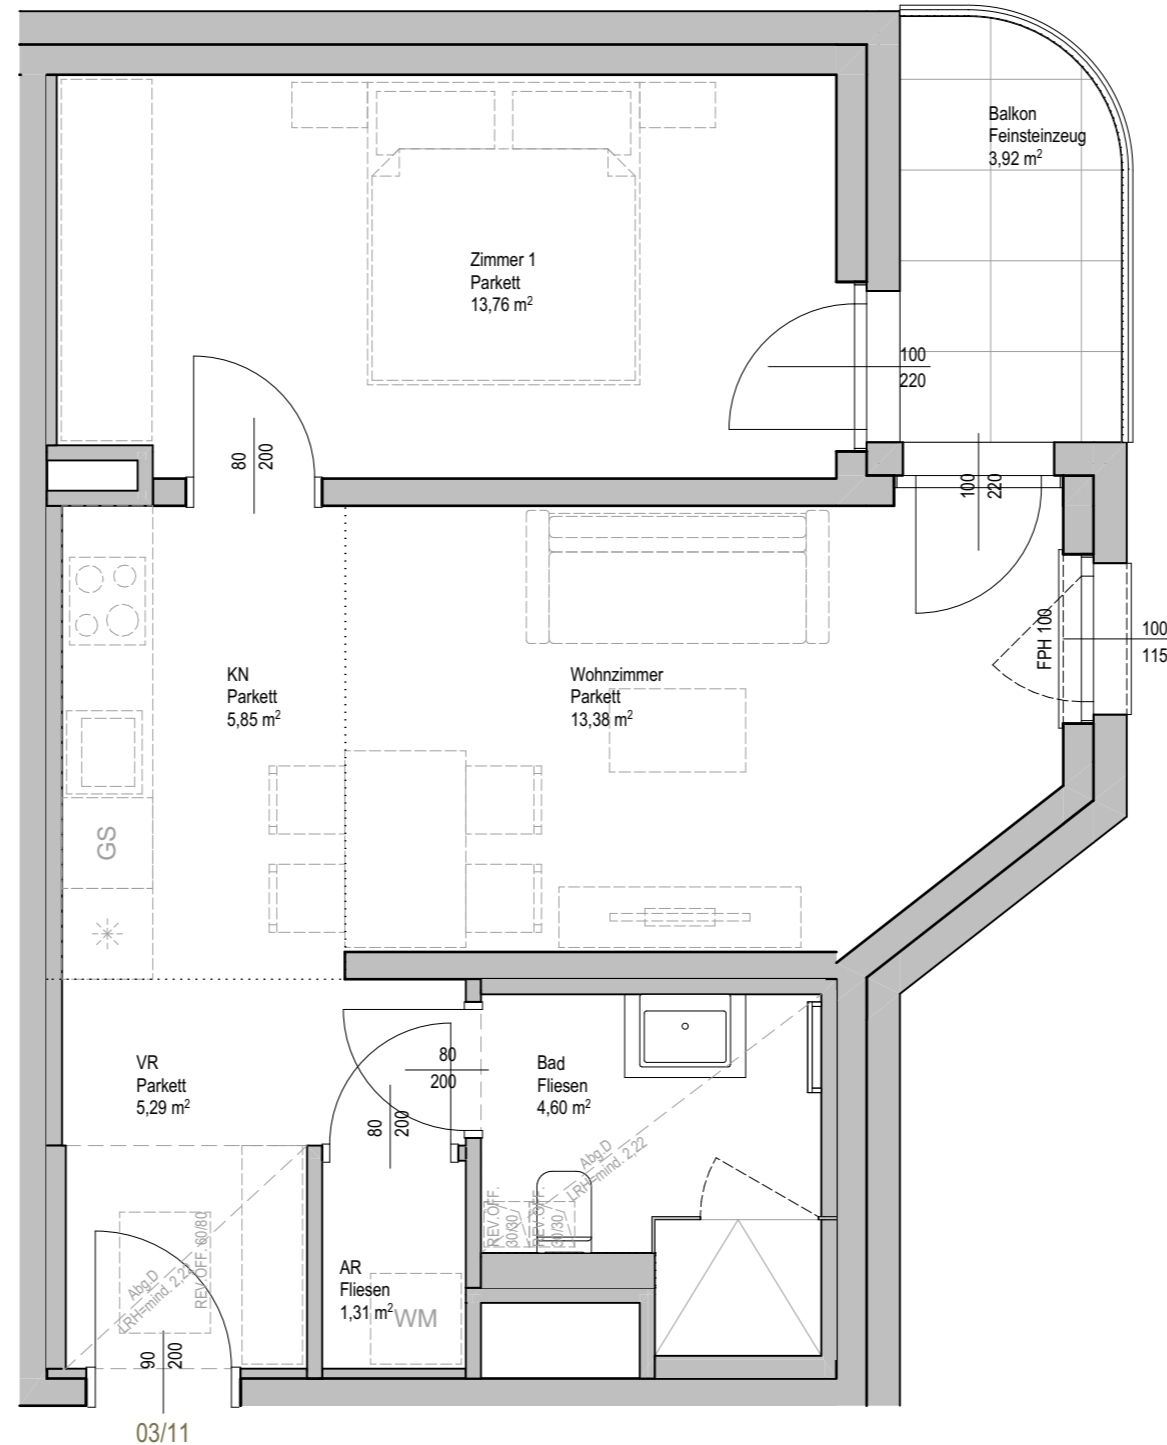 Balkon
Feinsteinzeug
3,92 m²
Zimmer 1
Parkett
13,76 m²
100
220
80
200
100
220
FPH 100
100
115
KN
Parkett
5,85 m²
Wohnzimmer
Parkett
13,38 m²
GS
VR
Parkett
5,29 m²
80
200
80
200
Bad
Fliesen
4,60 m²
Abg.D
LRH=mind. 2,22
REV.OFF.
30/30
REV.OFF.
30/30
REV.OFF. 60/80
Abg.D
LRH=mind. 2,22
AR
Fliesen
1,31 m²
WM
90
200
03/11